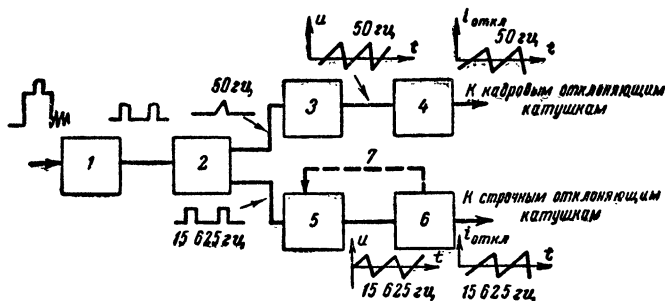 u
50 гц
t
i откл
50 гц
t
60 гц
3
4
К кадровым отклоняющим
катушкам
1
2
7
5
6
К строчным отклоняющим
катушкам
15 625 гц
u
t
15 625 гц
i откл
t
15 625 гц